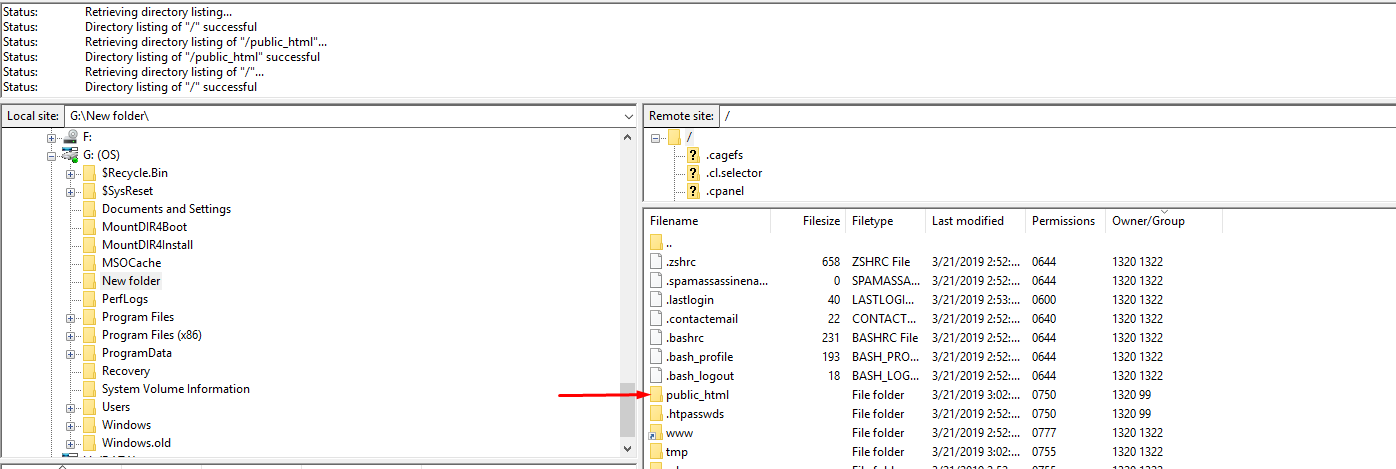 Status: Retrieving directory listing...
Status: Directory listing of "/" successful
Status: Retrieving directory listing of "/public_html"...
Status: Directory listing of "/public_html" successful
Status: Retrieving directory listing of "/"...
Status: Directory listing of "/" successful
Local site: G:\New folder\
F:
G: (OS)
$Recycle.Bin
$SysReset
Documents and Settings
MountDIR4Boot
MountDIR4Install
MSOCache
New folder
PerfLogs
Program Files
Program Files (x86)
ProgramData
Recovery
System Volume Information
Users
Windows
Windows.old
Remote site: /
/
.cagefs
.cl.selector
.cpanel
Filename Filesize Filetype Last modified Permissions Owner/Group
..
.zshrc 658 ZSHRC File 3/21/2019 2:52:... 0644 1320 1322
.spamassassinena... 0 SPAMASSA... 3/21/2019 2:52:... 0644 1320 1322
.lastlogin 40 LASTLOGI... 3/21/2019 2:53:... 0600 1320 1322
.contactemail 22 CONTACT... 3/21/2019 2:52:... 0640 1320 1322
.bashrc 231 BASHRC File 3/21/2019 2:52:... 0644 1320 1322
.bash_profile 193 BASH_PRO... 3/21/2019 2:52:... 0644 1320 1322
.bash_logout 18 BASH_LOG... 3/21/2019 2:52:... 0644 1320 1322
public_html File folder 3/21/2019 3:02:... 0750 1320 99
.htpasswds File folder 3/21/2019 2:52:... 0750 1320 99
www File folder 3/21/2019 2:52:... 0777 1320 1322
tmp File folder 3/21/2019 3:02:... 0755 1320 1322